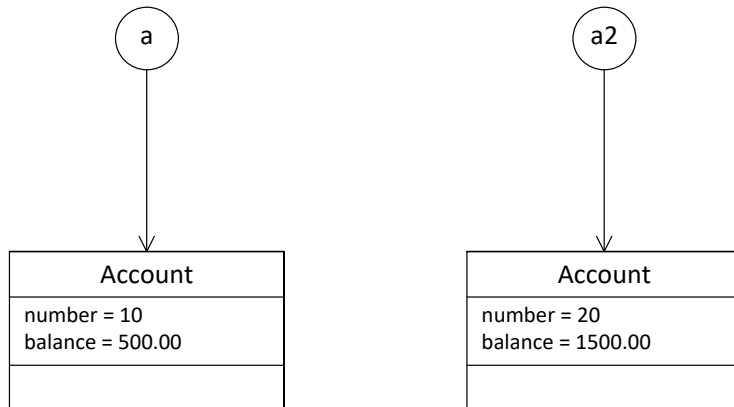 a
a2
Account
number = 10
balance = 500.00
Account
number = 20
balance = 1500.00